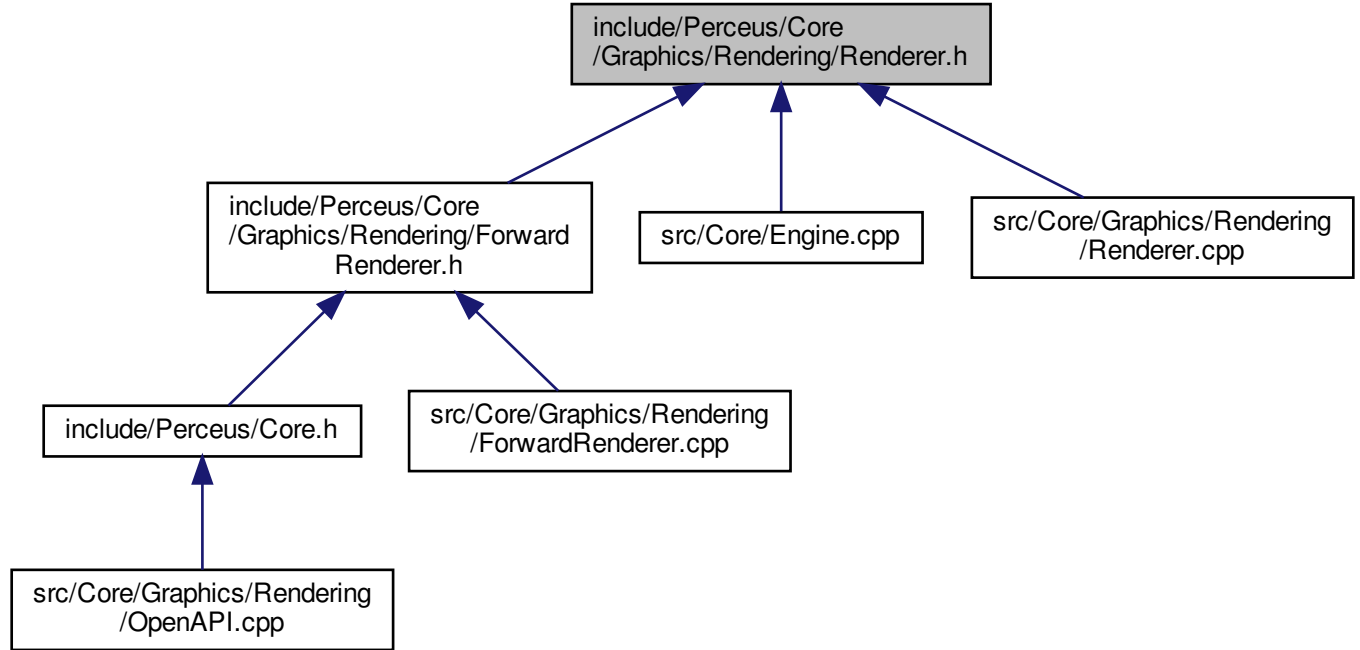 include/Perceus/Core
/Graphics/Rendering/Renderer.h
include/Perceus/Core
/Graphics/Rendering/Forward
Renderer.h
src/Core/Engine.cpp
src/Core/Graphics/Rendering
/Renderer.cpp
include/Perceus/Core.h
src/Core/Graphics/Rendering
/ForwardRenderer.cpp
src/Core/Graphics/Rendering
/OpenAPI.cpp